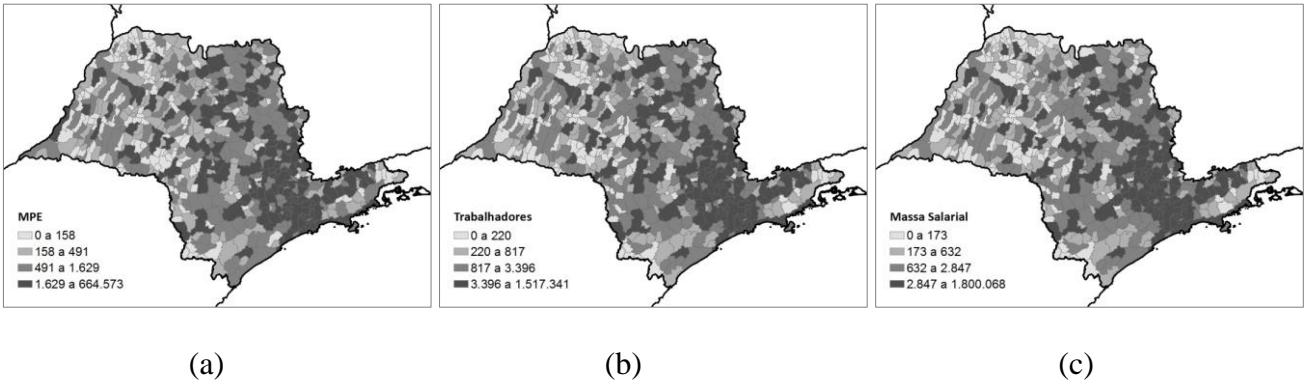 MPE
0 a 158
158 a 491
491 a 1.629
1.629 a 664.573
Trabalhadores
0 a 220
220 a 817
817 a 3.396
3.396 a 1.517.341
Massa Salarial
0 a 173
173 a 632
632 a 2.847
2.847 a 1.800.068
(a)
(b)
(c)